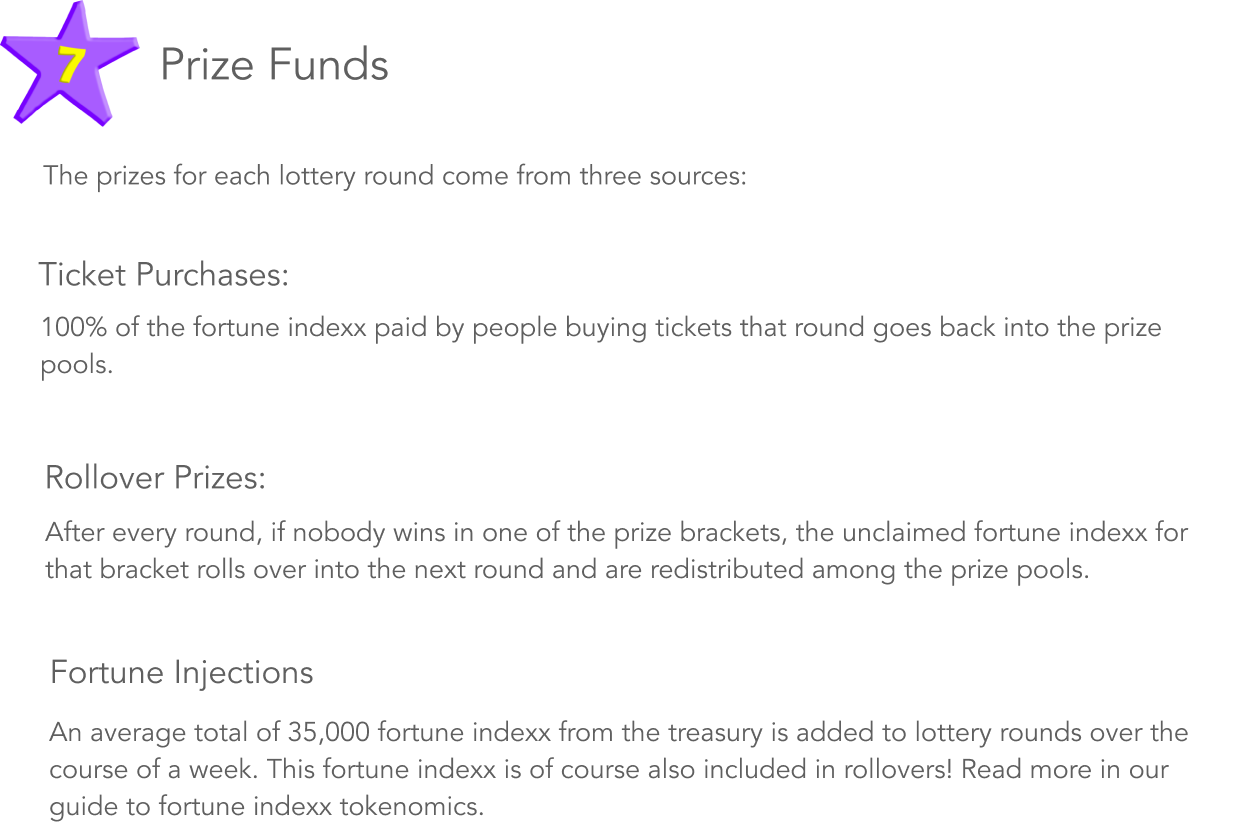 7
Prize Funds
The prizes for each lottery round come from three sources:
Ticket Purchases:
100% of the fortune indexx paid by people buying tickets that round goes back into the prize
pools.
Rollover Prizes:
After every round, if nobody wins in one of the prize brackets, the unclaimed fortune indexx for
that bracket rolls over into the next round and are redistributed among the prize pools.
Fortune Injections
An average total of 35,000 fortune indexx from the treasury is added to lottery rounds over the
course of a week. This fortune indexx is of course also included in rollovers! Read more in our
guide to fortune indexx tokenomics.